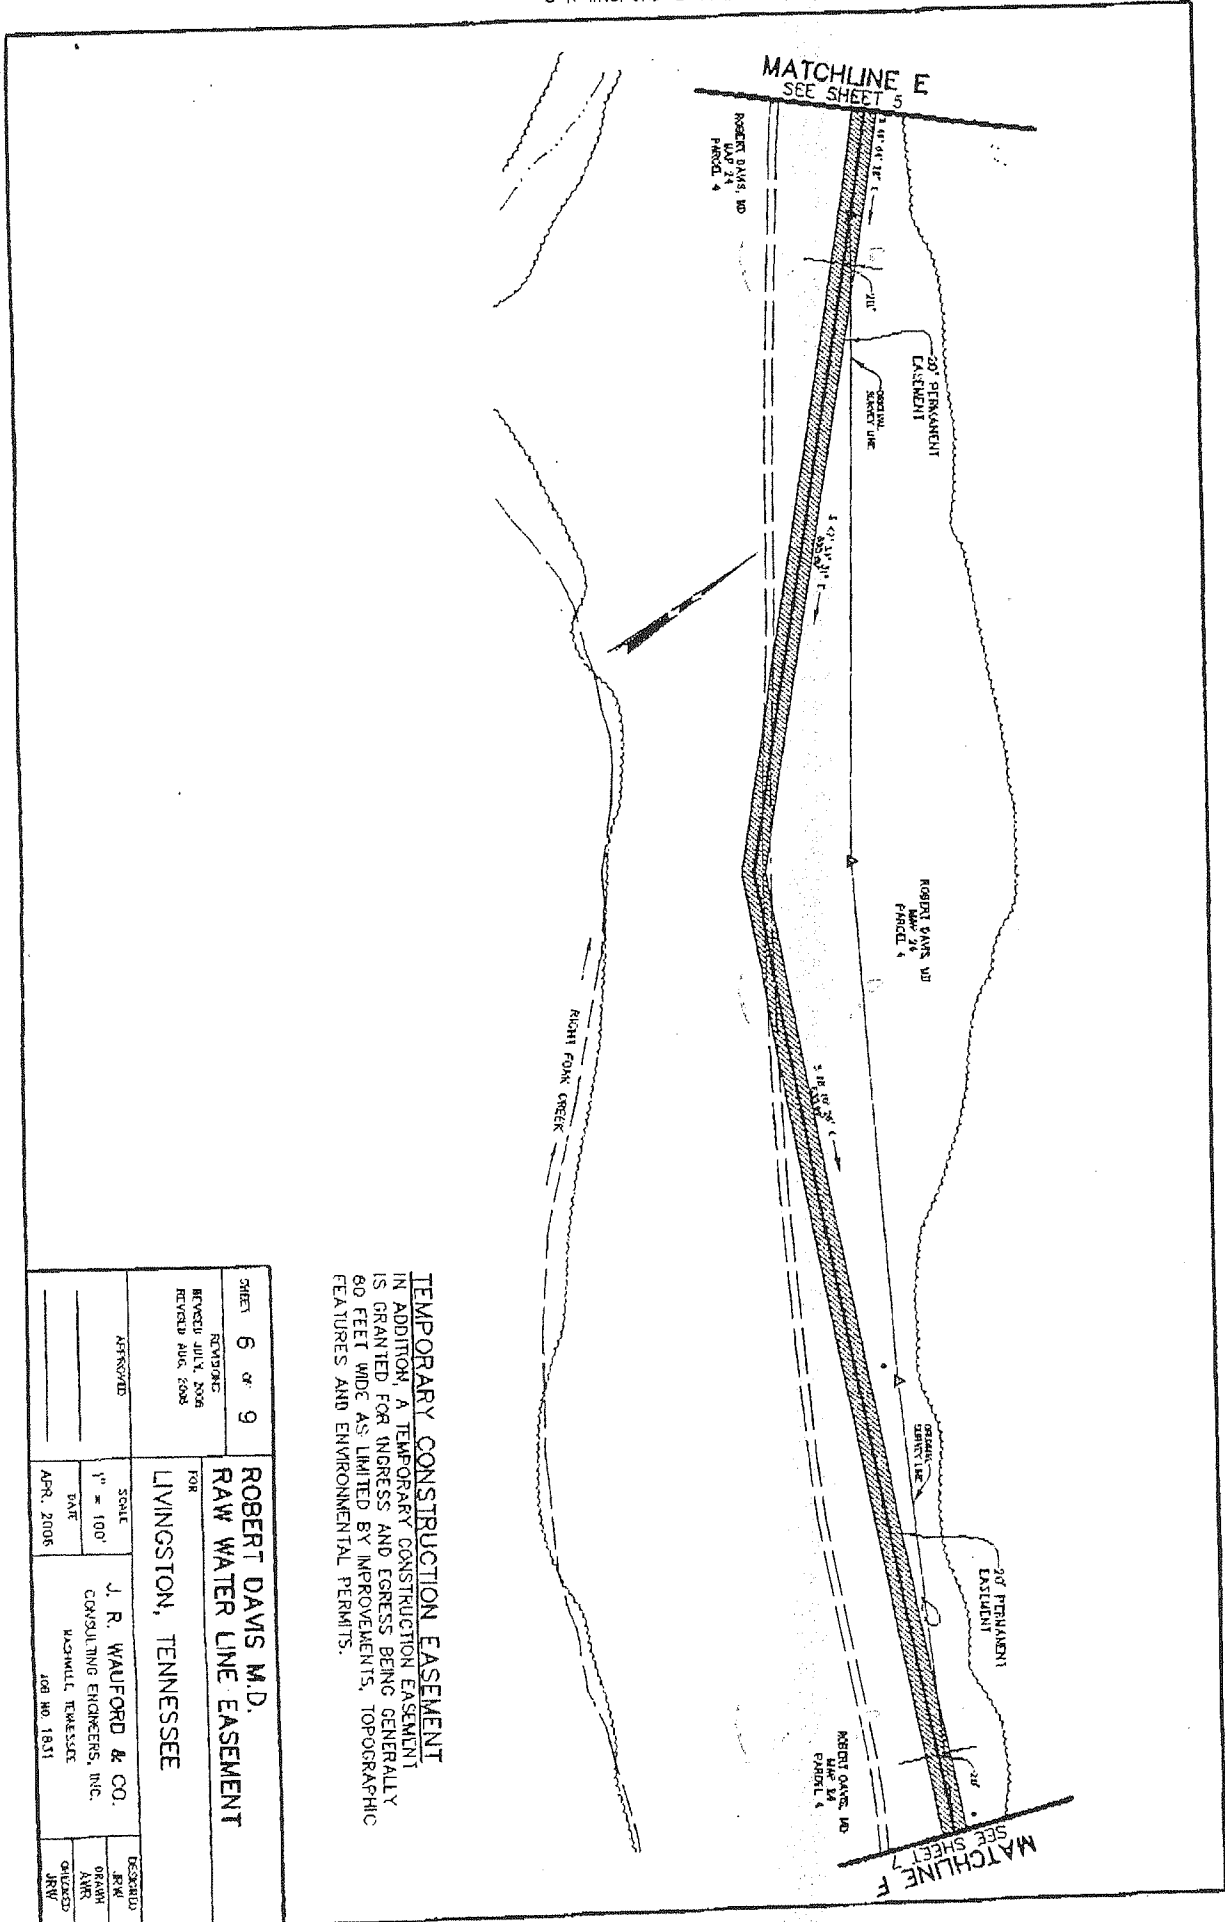 MATCHLINE E
SEE SHEET 5
ROBERT DAVIS, MD
MAP 24
PARCEL 4
20'
20' PERMANENT
EASEMENT
ORIGINAL
SURVEY LINE
ROBERT DAVIS, MD
MAP 24
PARCEL 4
RIGHT FORK CREEK
ORIGINAL
SURVEY LINE
20' PERMANENT
EASEMENT
20'
ROBERT DAVIS, MD
MAP 24
PARCEL 4
MATCHLINE F
SEE SHEET 7
TEMPORARY CONSTRUCTION EASEMENT
IN ADDITION, A TEMPORARY CONSTRUCTION EASEMENT
IS GRANTED FOR INGRESS AND EGRESS BEING GENERALLY
60 FEET WIDE AS LIMITED BY IMPROVEMENTS, TOPOGRAPHIC
FEATURES AND ENVIRONMENTAL PERMITS.
SHEET 6 OF 9
REVISIONS
REVISED JULY, 2006
REVISED AUG. 2006
APPROVED
ROBERT DAVIS M.D.
RAW WATER LINE EASEMENT
FOR
LIVINGSTON, TENNESSEE
SCALE
1" = 100'
DATE
APR. 2006
J. R. WAUFORD & CO.
CONSULTING ENGINEERS, INC.
NASHVILLE, TENNESSEE
JOB NO. 1831
DESIGNED
JRW
DRAWN
AWR
CHECKED
JRW